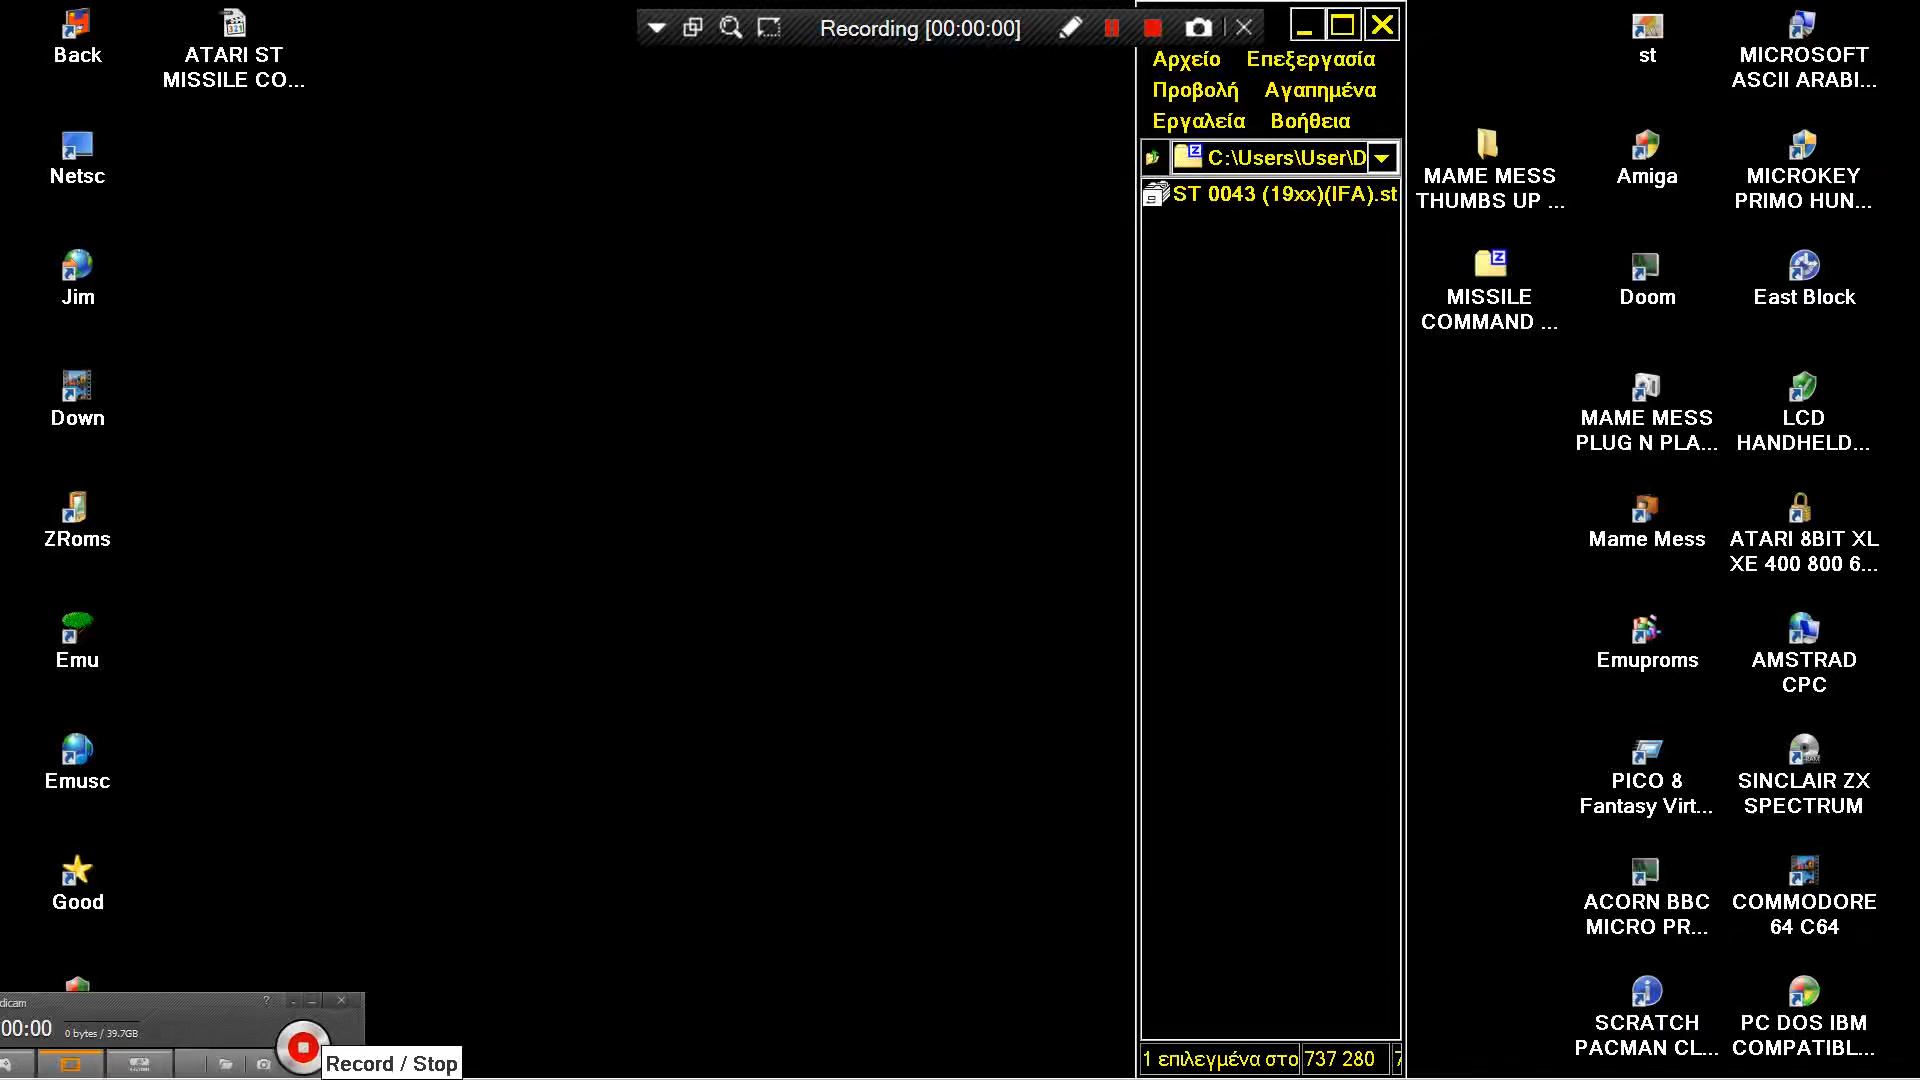 Back
ATARI ST
MISSILE CO...
Netsc
Jim
Down
ZRoms
Emu
Emusc
Good
Recording [00:00:00]
Αρχείο Επεξεργασία
Προβολή Αγαπημένα
Εργαλεία Βοήθεια
C:\Users\User\D
ST 0043 (19xx)(IFA).st
1 επιλεγμένα στο 737 280 7
MAME MESS
THUMBS UP ...
MISSILE
COMMAND ...
st
Amiga
Doom
MAME MESS
PLUG N PLA...
Mame Mess
Emuproms
PICO 8
Fantasy Virt...
ACORN BBC
MICRO PR...
SCRATCH
PACMAN CL...
MICROSOFT
ASCII ARABI...
MICROKEY
PRIMO HUN...
East Block
LCD
HANDHELD...
ATARI 8BIT XL
XE 400 800 6...
AMSTRAD
CPC
SINCLAIR ZX
SPECTRUM
COMMODORE
64 C64
PC DOS IBM
COMPATIBL...
dicam
00:00
0 bytes / 39.7GB
Record / Stop